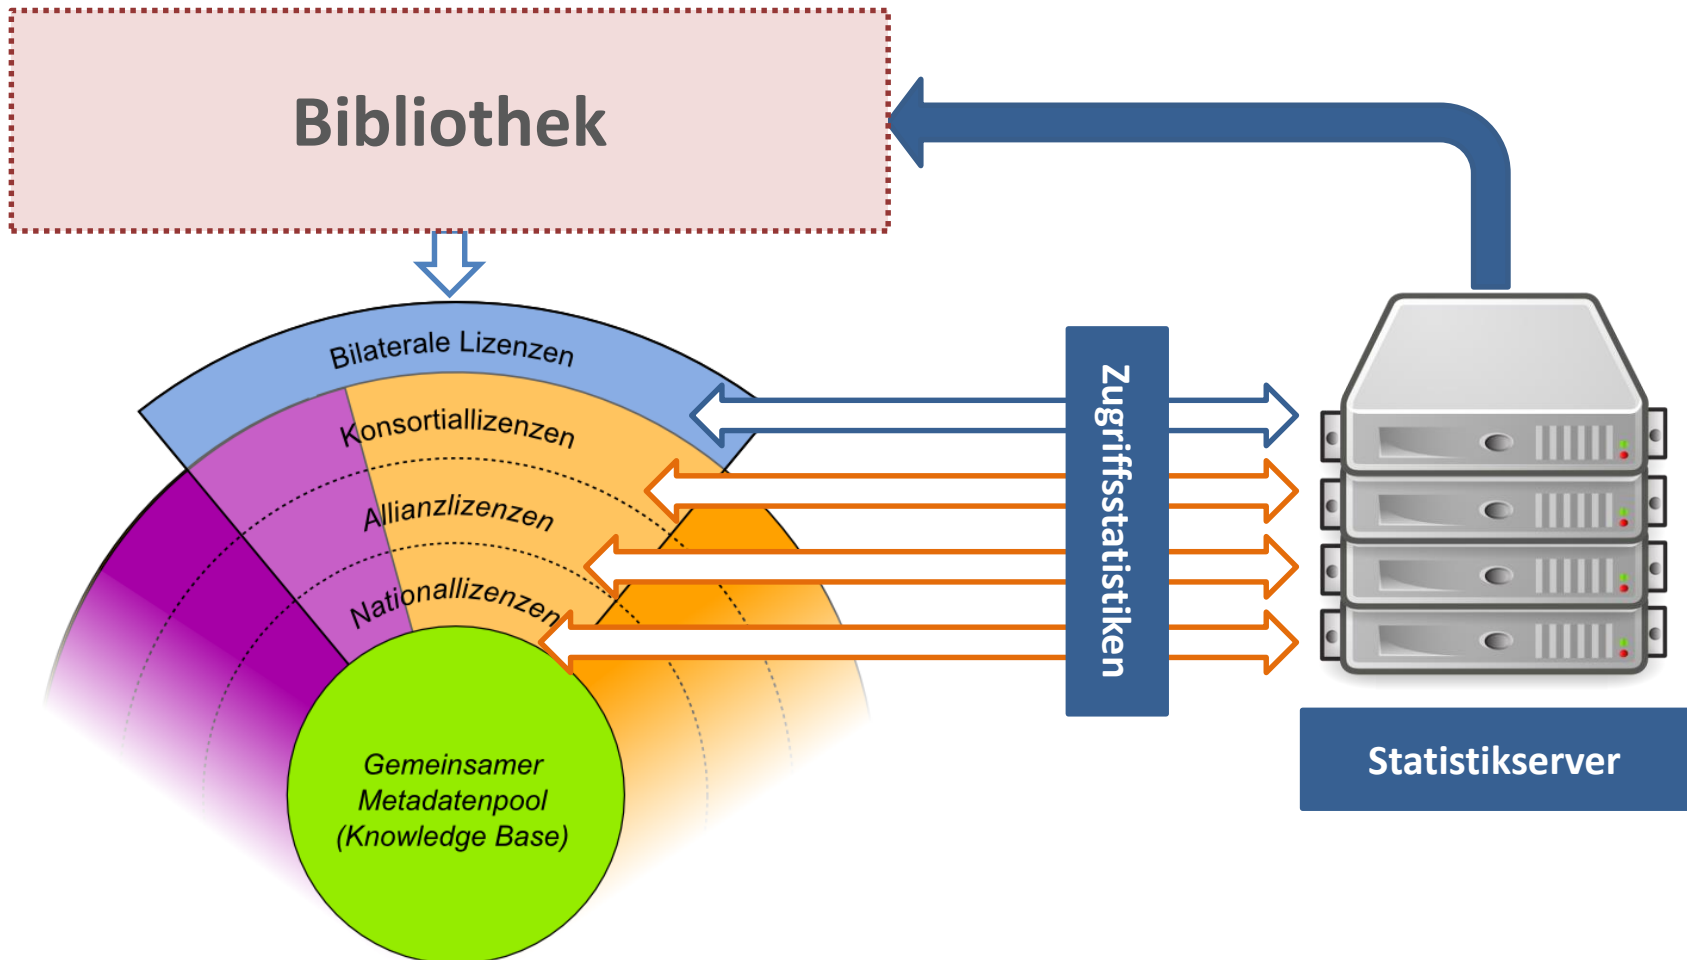 Bibliothek
Bilaterale Lizenzen
Konsortiallizenzen
Allianzlizenzen
Nationallizenzen
Gemeinsamer
Metadatenpool
(Knowledge Base)
Zugriffsstatistiken
Statistikserver